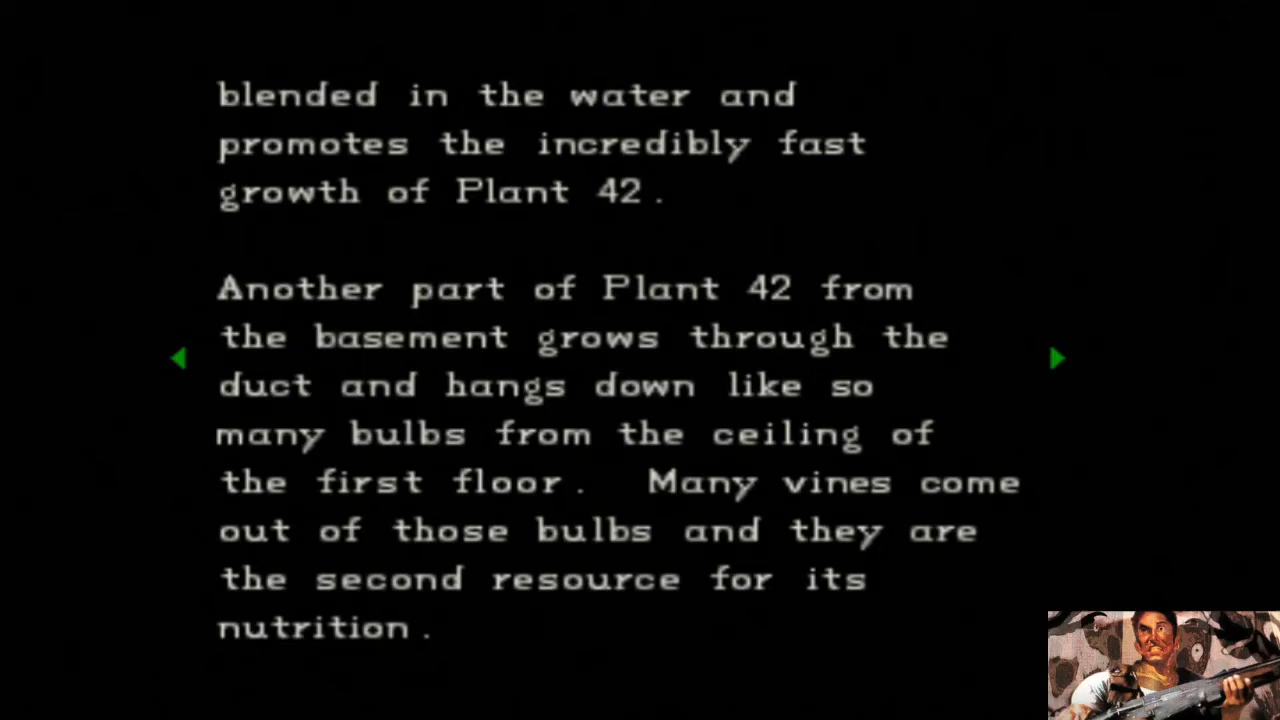 blended in the water and
promotes the incredibly fast
growth of Plant 42.
Another part of Plant 42 from
the basement grows through the
duct and hangs down like so
many bulbs from the ceiling of
the first floor. Many vines come
out of those bulbs and they are
the second resource for its
nutrition.